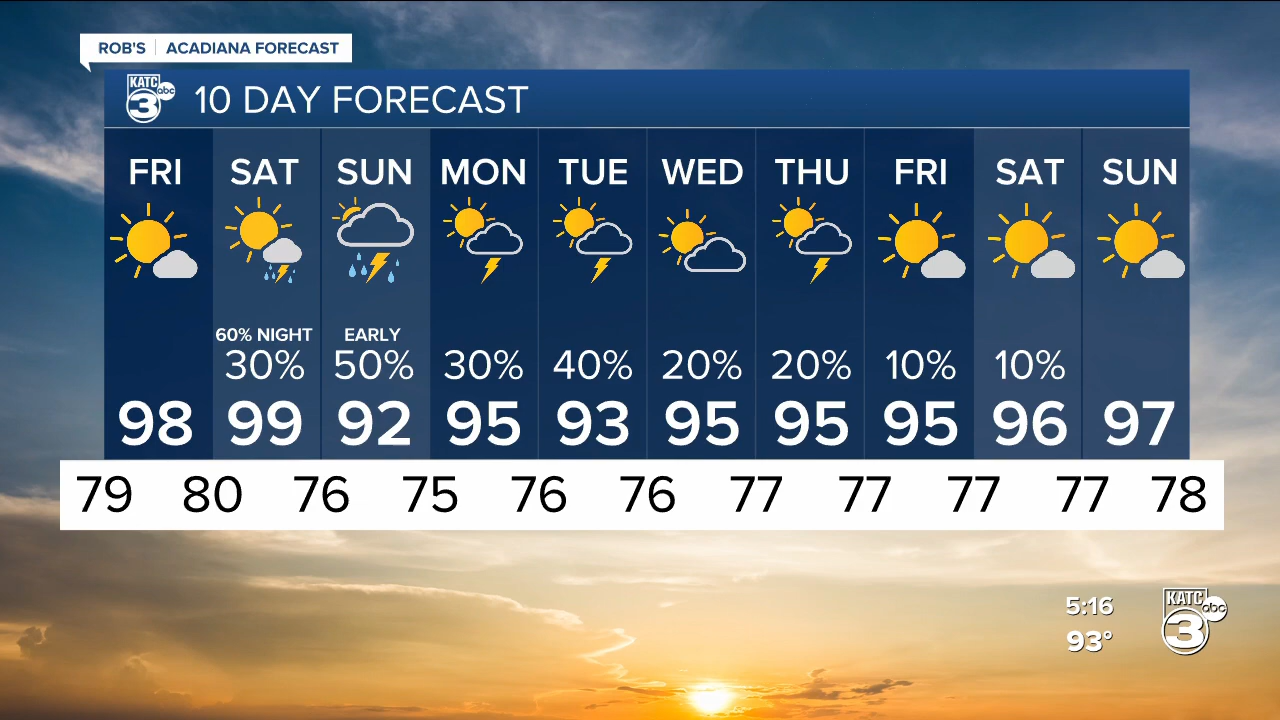 ROB'S ACADIANA FORECAST
KATC 3 abc 10 DAY FORECAST
FRI SAT SUN MON TUE WED THU FRI SAT SUN
60% NIGHT EARLY
30% 50% 30% 40% 20% 20% 10% 10%
98 99 92 95 93 95 95 95 96 97
79 80 76 75 76 76 77 77 77 77 78
5:16
93°
KATC 3 abc